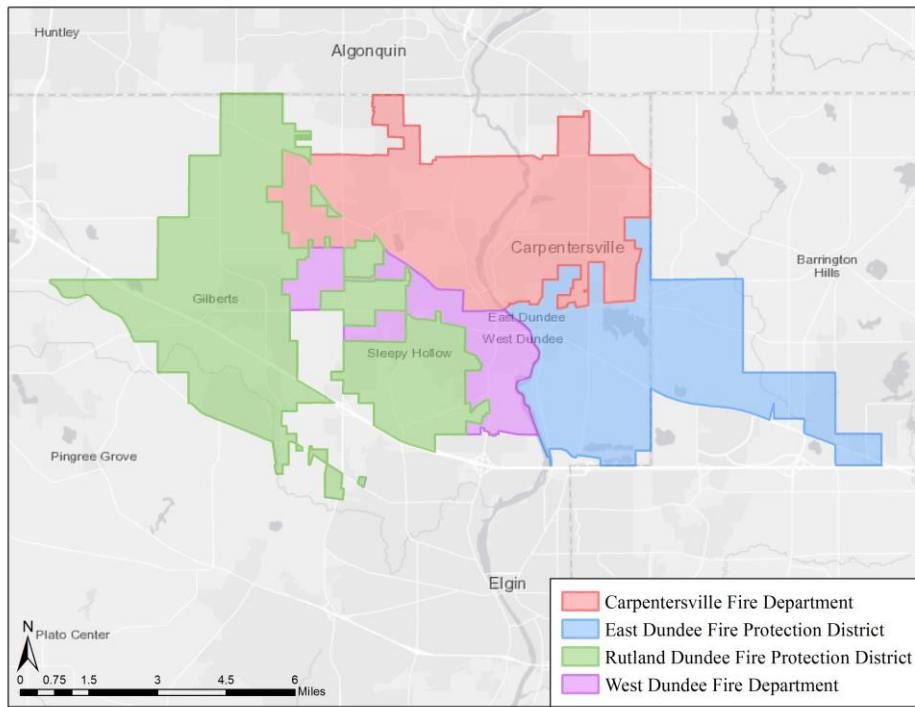 Huntley
Algonquin
Carpentersville
Barrington
Hills
Gilberts
East Dundee
West Dundee
Sleepy Hollow
Pingree Grove
Elgin
Plato Center
N
0 0.75 1.5 3 4.5 6
Miles
Carpentersville Fire Department
East Dundee Fire Protection District
Rutland Dundee Fire Protection District
West Dundee Fire Department